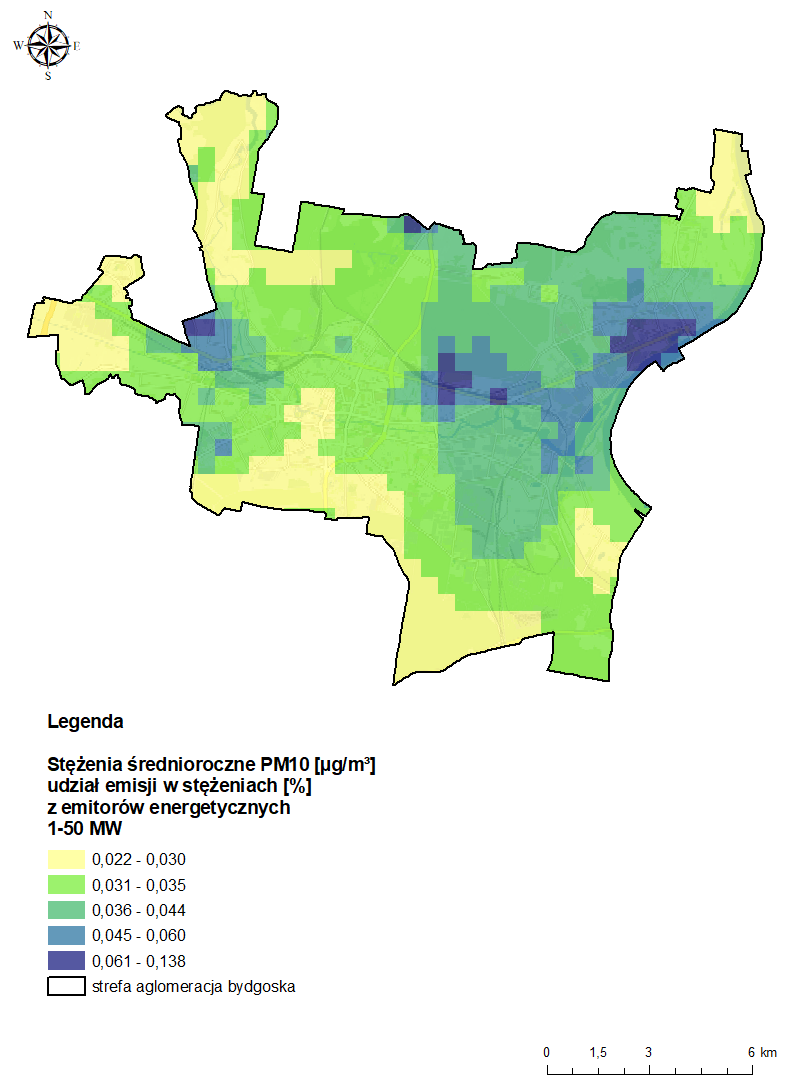 N
W E
S
Legenda
Stężenia średnioroczne PM10 [µg/m³]
udział emisji w stężeniach [%]
z emitorów energetycznych
1-50 MW
0,022 - 0,030
0,031 - 0,035
0,036 - 0,044
0,045 - 0,060
0,061 - 0,138
strefa aglomeracja bydgoska
0 1,5 3 6 km